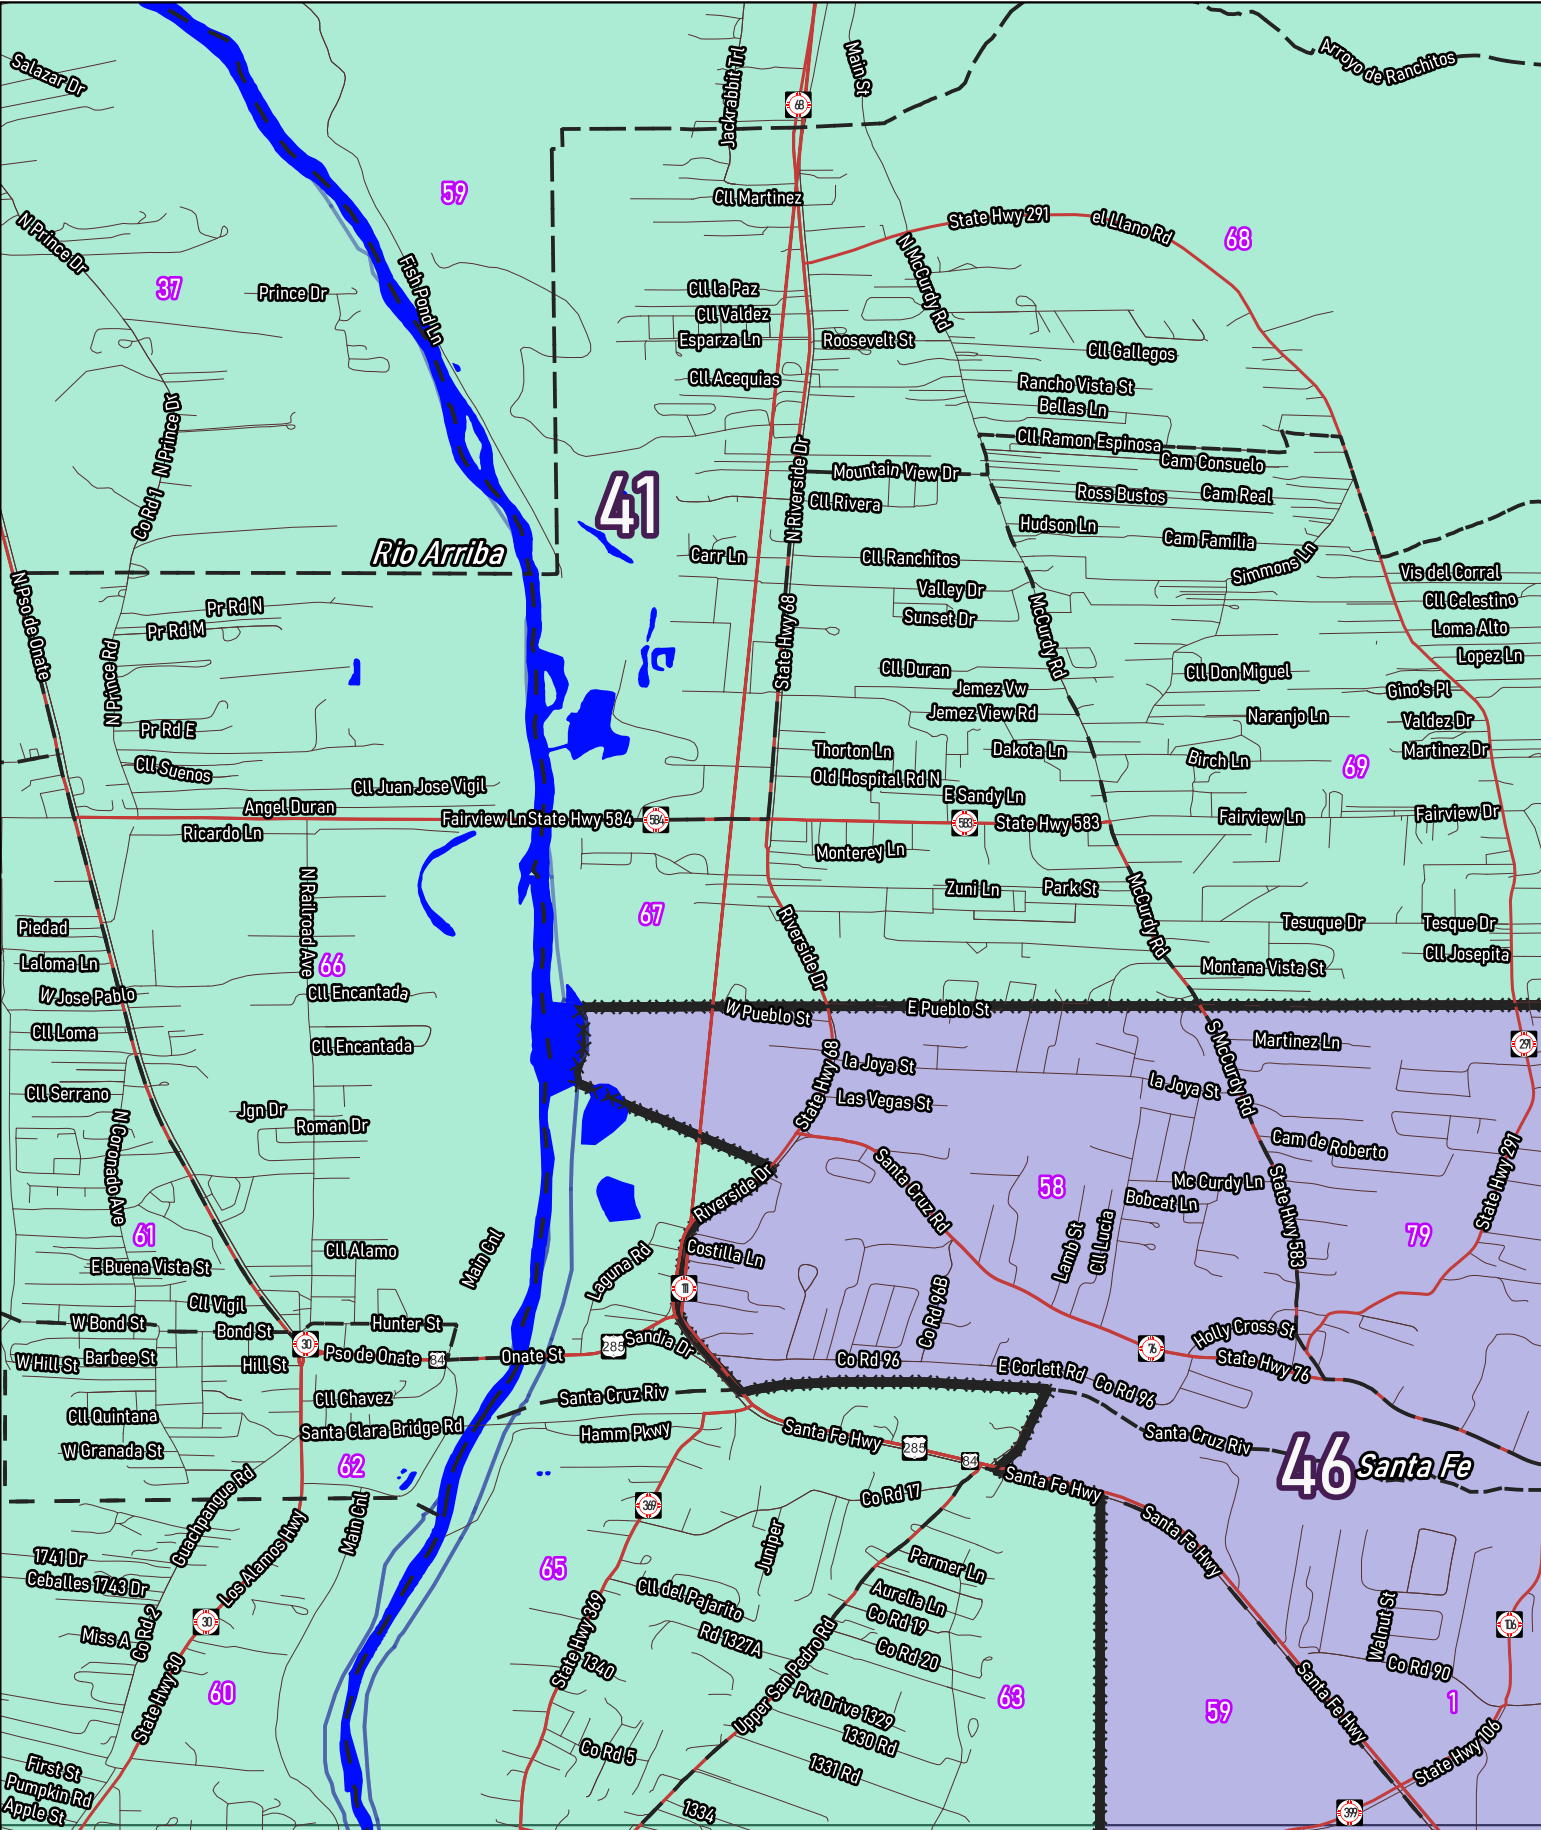 Salazar Dr
Jackrabbit Trl
Main St
Arroyo de Ranchitos
68
59
Cll Martinez
State Hwy 291
el Llano Rd
68
N Prince Dr
37
Prince Dr
Fish Pond Ln
N McCurdy Rd
Cll la Paz
Cll Valdez
Esparza Ln
Roosevelt St
Cll Gallegos
Cll Acequias
Rancho Vista St
Bellas Ln
N Prince Dr
Cll Ramon Espinosa
Cam Consuelo
Mountain View Dr
N Riverside Dr
Co Rd 1
41
Cll Rivera
Ross Bustos
Cam Real
Hudson Ln
Cam Familia
Rio Arriba
Carr Ln
Cll Ranchitos
Simmons Ln
Vis del Corral
N Pso de Onate
Pr Rd N
Valley Dr
Cll Celestino
Pr Rd M
State Hwy 68
Sunset Dr
McCurdy Rd
Loma Alto
Lopez Ln
N Prince Rd
Cll Duran
Cll Don Miguel
Jemez Vw
Gino's Pl
Jemez View Rd
Naranjo Ln
Valdez Dr
Pr Rd E
Thorton Ln
Dakota Ln
Martinez Dr
Birch Ln
69
Cll Suenos
Cll Juan Jose Vigil
Old Hospital Rd N
E Sandy Ln
Angel Duran
Fairview Ln
State Hwy 584
584
583
State Hwy 583
Fairview Ln
Fairview Dr
Ricardo Ln
Monterey Ln
N Railroad Ave
Zuni Ln
Park St
McCurdy Rd
67
Riverside Dr
Tesuque Dr
Tesque Dr
Piedad
Laloma Ln
66
Montana Vista St
Cll Josepita
W Jose Pablo
Cll Encantada
W Pueblo St
E Pueblo St
Cll Loma
Cll Encantada
S McCurdy Rd
Martinez Ln
291
la Joya St
la Joya St
State Hwy 68
Cll Serrano
Las Vegas St
Jgn Dr
Roman Dr
N Coronado Ave
Cam de Roberto
Santa Cruz Rd
58
Mc Curdy Ln
Bobcat Ln
State Hwy 291
State Hwy 583
Riverside Dr
61
Cll Alamo
Main Cnl
Laguna Rd
Costilla Ln
Lamb St
Cll Lucia
79
E Buena Vista St
111
Co Rd 96B
Cll Vigil
W Bond St
Bond St
Hunter St
Holly Cross St
30
285
Sandia Dr
76
W Hill St
Barbee St
Hill St
Pso de Onate
84
Onate St
Co Rd 96
E Corlett Rd
State Hwy 76
Co Rd 96
Cll Chavez
Santa Cruz Riv
Cll Quintana
Santa Clara Bridge Rd
Hamm Pkwy
Santa Fe Hwy
285
84
Santa Cruz Riv
W Granada St
62
46
Santa Fe
Guachpangue Rd
Main Cnl
Co Rd 17
Santa Fe Hwy
369
Santa Fe Hwy
1741 Dr
Ceballes 1743 Dr
Los Alamos Hwy
65
Juniper
Parmer Ln
Cll del Pajarito
Aurelia Ln
Co Rd 19
30
Miss A
Co Rd 2
State Hwy 369
Rd 1327A
Co Rd 20
Walnut St
106
1340
Upper San Pedro Rd
Co Rd 90
60
State Hwy 30
63
59
1
Pvt Drive 1329
Santa Fe Hwy
1330 Rd
Co Rd 5
1331 Rd
State Hwy 106
First St
Pumpkin Rd
Apple St
1334
399